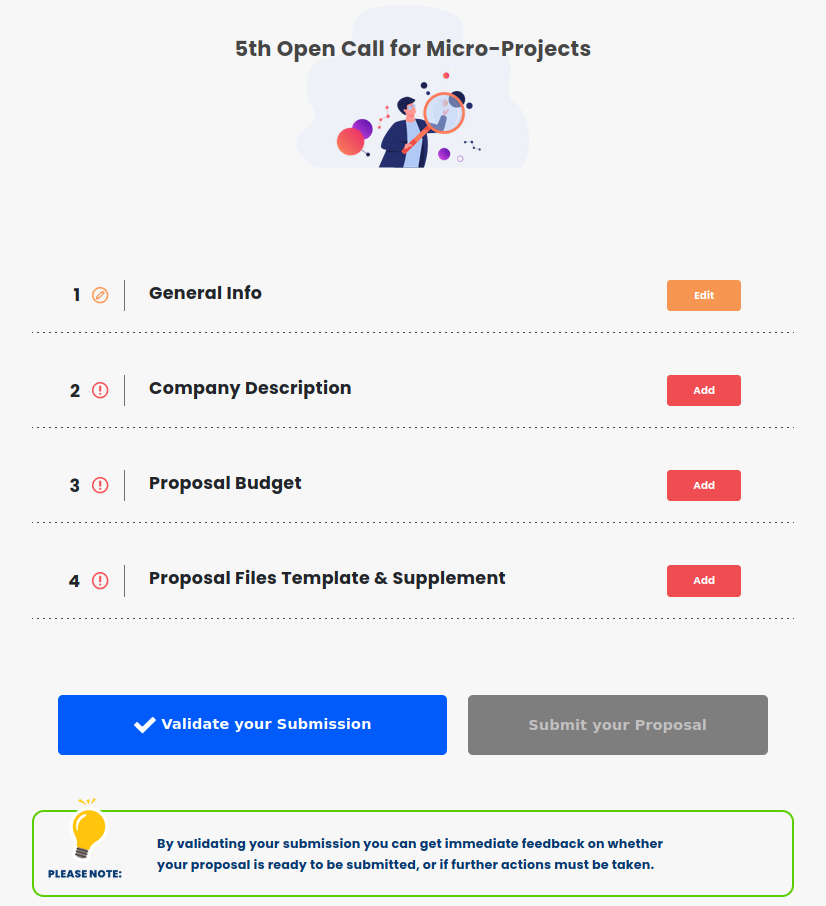 5th Open Call for Micro-Projects
1 General Info Edit
2 Company Description Add
3 Proposal Budget Add
4 Proposal Files Template & Supplement Add
Validate your Submission Submit your Proposal
By validating your submission you can get immediate feedback on whether
your proposal is ready to be submitted, or if further actions must be taken.
PLEASE NOTE: